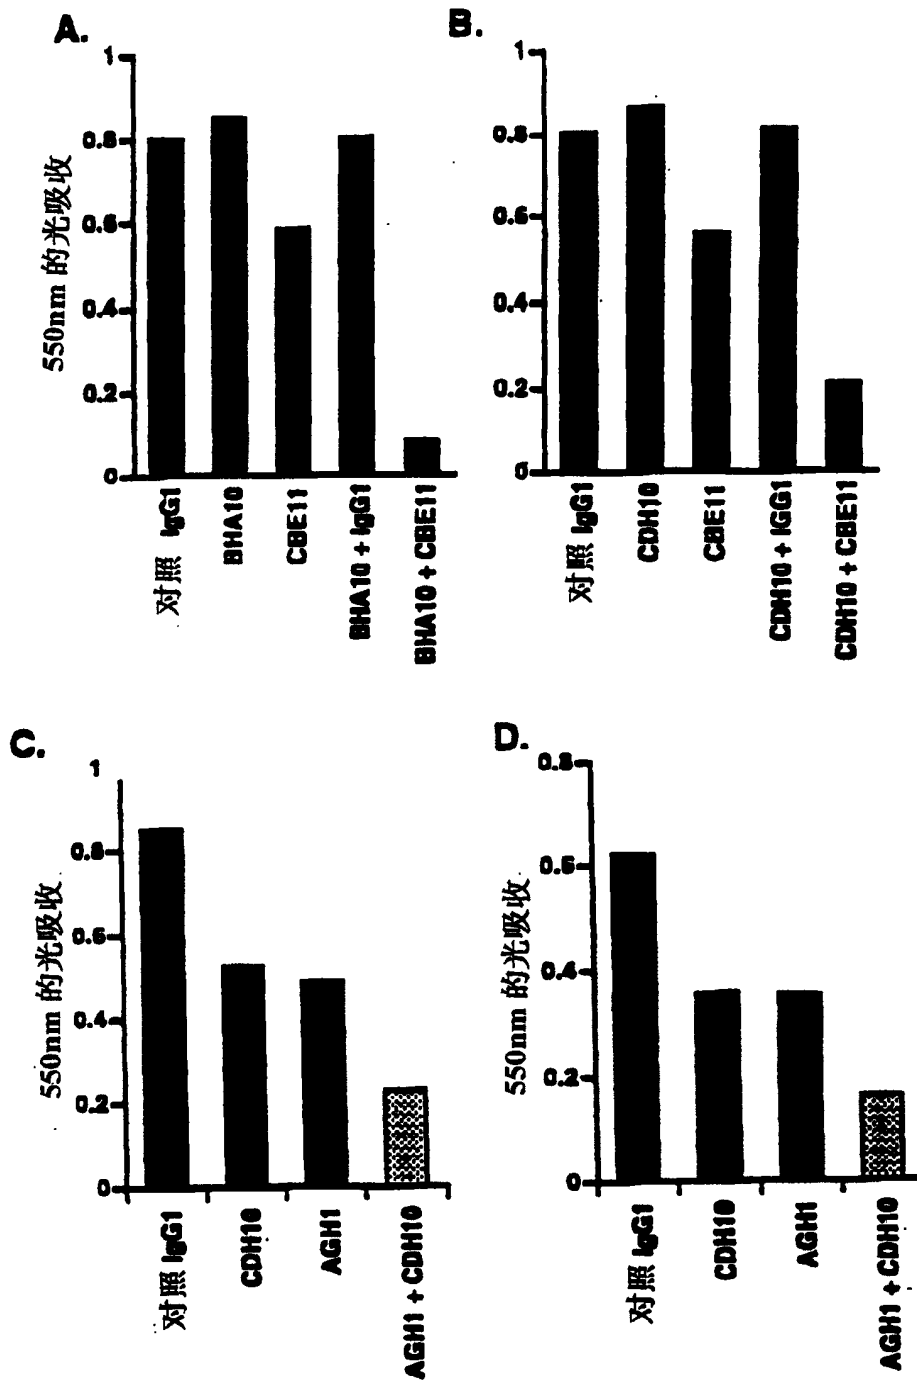 A.
550nm 的光吸收
1
0.8
0.6
0.4
0.2
0
对照 IgG1
BHA10
CBE11
BHA10 + IgG1
BHA10 + CBE11
B.
1
0.8
0.6
0.4
0.2
0
对照 IgG1
CDH10
CBE11
CDH10 + IGG1
CDH10 + CBE11
C.
550nm 的光吸收
1
0.8
0.6
0.4
0.2
0
对照 IgG1
CDH10
AGH1
AGH1 + CDH10
D.
550nm 的光吸收
0.8
0.6
0.4
0.2
0
对照 IgG1
CDH10
AGH1
AGH1 + CDH10